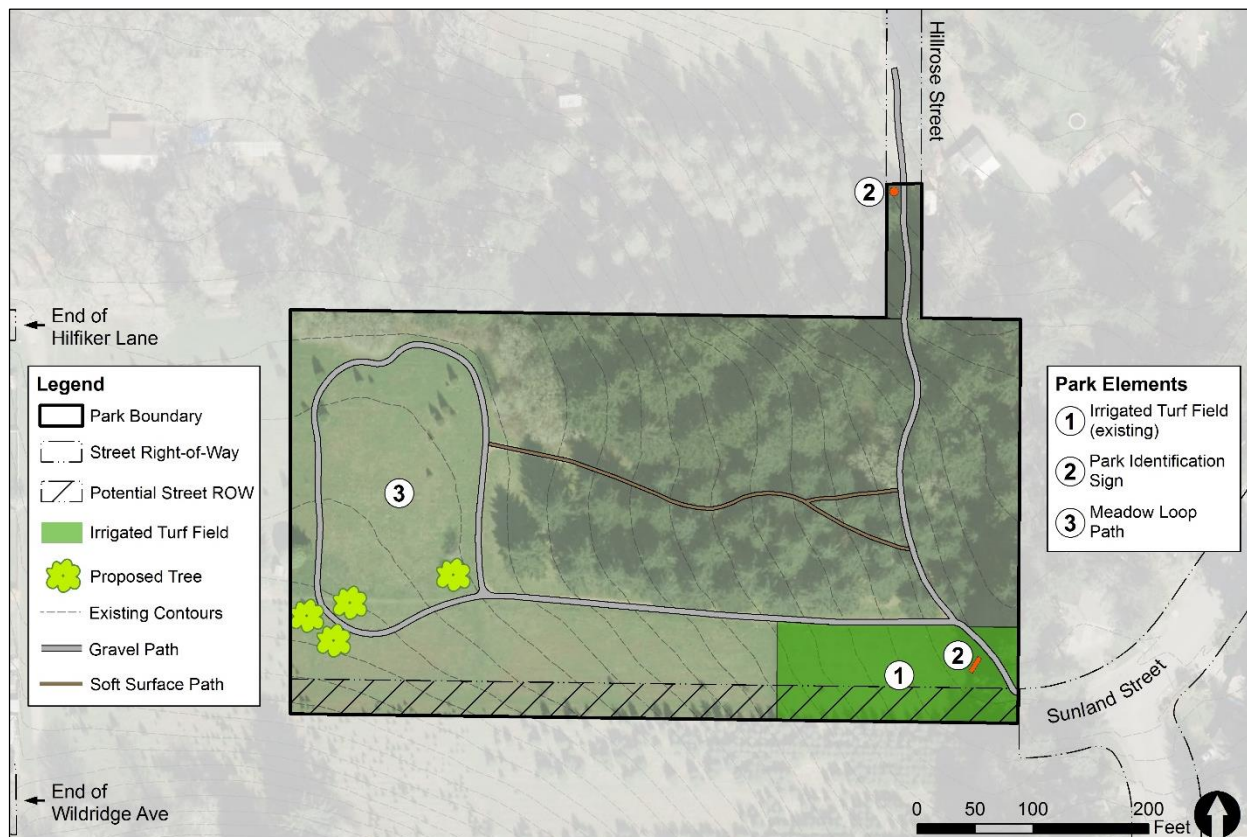 Hillrose Street
2
End of
Hilfiker Lane
Legend
Park Boundary
Street Right-of-Way
Potential Street ROW
Irrigated Turf Field
Proposed Tree
Existing Contours
Gravel Path
Soft Surface Path
3
Park Elements
1 Irrigated Turf Field
(existing)
2 Park Identification
Sign
3 Meadow Loop
Path
2
1
Sunland Street
End of
Wildridge Ave
0 50 100 200
Feet